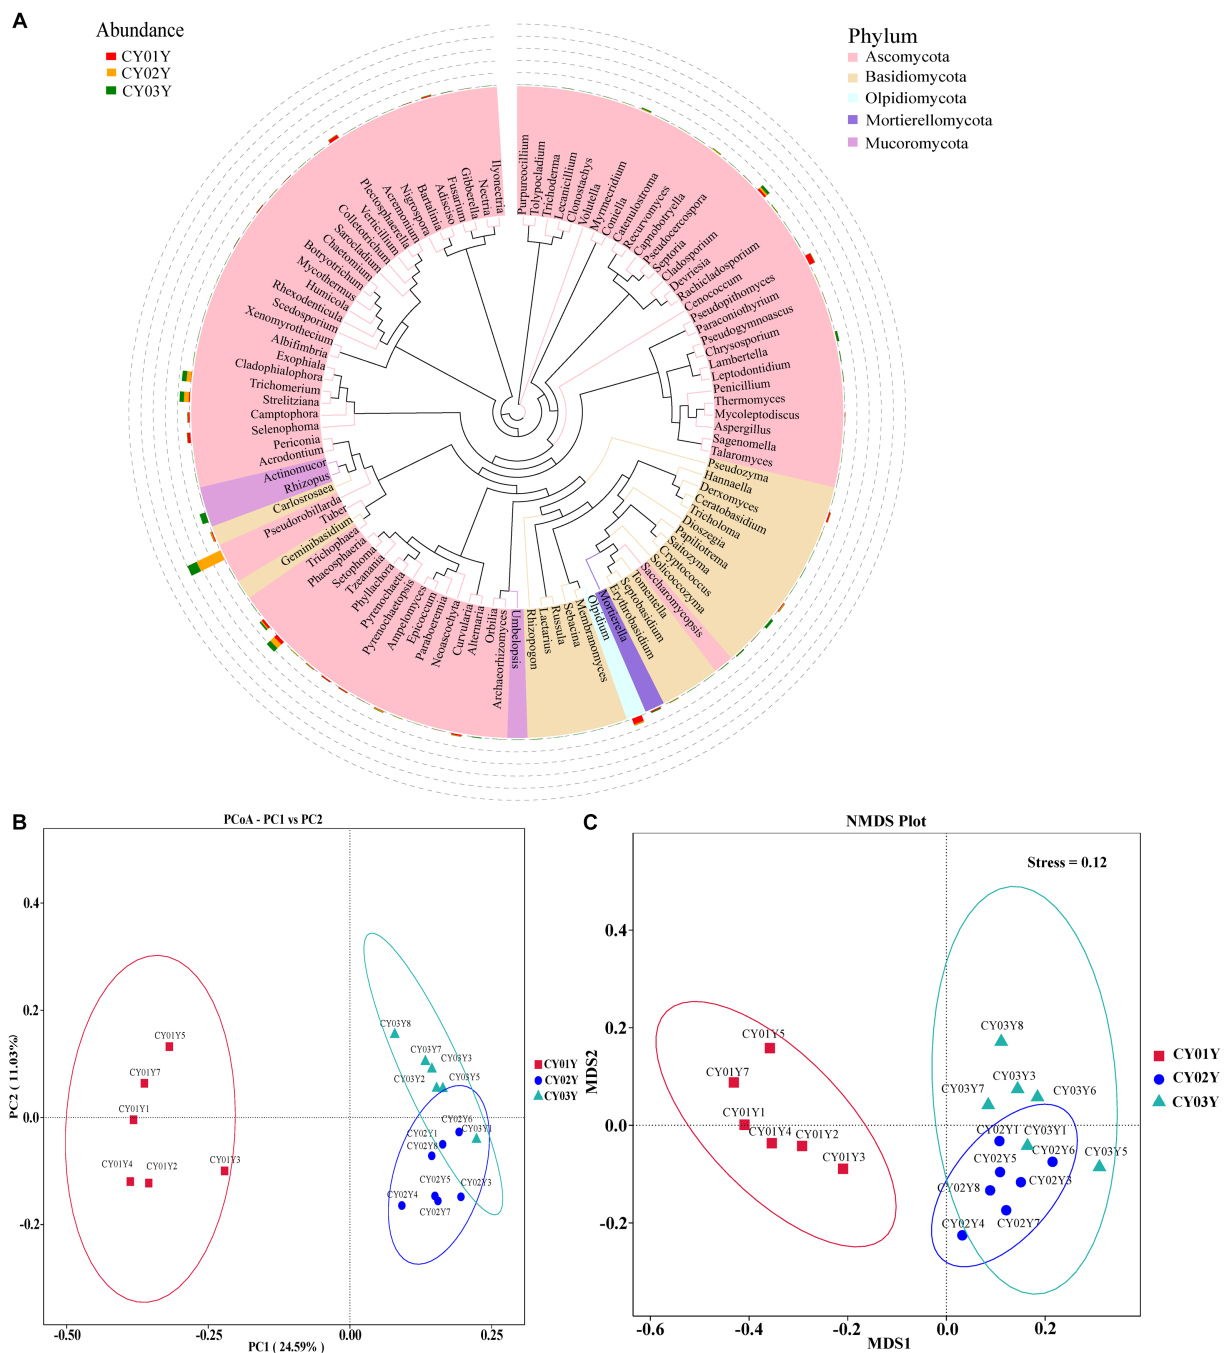 A
Abundance
CY01Y
CY02Y
CY03Y
Phylum
Ascomycota
Basidiomycota
Olpidiomycota
Mortierellomycota
Mucoromycota
Purpureocillium
Tolypocladium
Trichoderma
Lecanicillium
Clonostachys
Volutella
Myrmecridium
Coniella
Catenulostroma
Recurvomyces
Capnobotryella
Pseudocercospora
Septoria
Cladosporium
Devriesia
Rachicladosporium
Cenococcum
Pseudopithomyces
Paraconiothyrium
Pseudogymnoascus
Chrysosporium
Lambertella
Leptodontidium
Penicillium
Thermomyces
Mycoleptodiscus
Aspergillus
Sagenomella
Talaromyces
Pseudozyma
Hannaella
Derxomyces
Ceratobasidium
Tricholoma
Dioszegia
Papiliotrema
Saitozyma
Cryptococcus
Solicoccozyma
Saccharomycopsis
Tomentella
Septobasidium
Erythrobasidium
Mortierella
Olpidium
Membranomyces
Sebacina
Russula
Lactarius
Rhizopogon
Umbelopsis
Archaeorhizomyces
Orbilia
Alternaria
Curvularia
Neoascochyta
Paraboeremia
Epicoccum
Ampelomyces
Pyrenochaetopsis
Pyrenochaeta
Phyllachora
Tzeanania
Setophoma
Phaeosphaeria
Trichophaea
Geminibasidium
Tuber
Pseudorobillarda
Carlosrosaea
Rhizopus
Actinomucor
Acrodontium
Periconia
Selenophoma
Camptophora
Strelitziana
Trichomerium
Cladophialophora
Exophiala
Albifimbria
Xenomyrothecium
Scedosporium
Rhexodenticula
Humicola
Mycothermus
Botryotrichum
Chaetomium
Sarocladium
Colletotrichum
Verticillium
Plectosphaerella
Acremonium
Nigrospora
Bartalinia
Adisciso
Fusarium
Gibberella
Nectria
Ilyonectria
B
PCoA - PC1 vs PC2
PC2 ( 11.03%)
0.4
0.2
0.0
-0.2
CY01Y5
CY01Y7
CY01Y1
CY01Y4
CY01Y2
CY01Y3
CY03Y8
CY03Y7
CY03Y3
CY03Y2
CY03Y5
CY02Y6
CY02Y1
CY03Y1
CY02Y8
CY02Y5
CY02Y4
CY02Y3
CY02Y7
CY01Y
CY02Y
CY03Y
-0.50
-0.25
0.00
0.25
PC1 ( 24.59%)
C
NMDS Plot
Stress = 0.12
MDS2
0.4
0.2
0.0
-0.2
CY01Y5
CY01Y7
CY01Y1
CY01Y4
CY01Y2
CY01Y3
CY03Y8
CY03Y3
CY03Y7
CY03Y6
CY02Y1
CY03Y1
CY02Y6
CY03Y5
CY02Y5
CY02Y3
CY02Y8
CY02Y4
CY02Y7
CY01Y
CY02Y
CY03Y
-0.6
-0.4
-0.2
0.0
0.2
MDS1